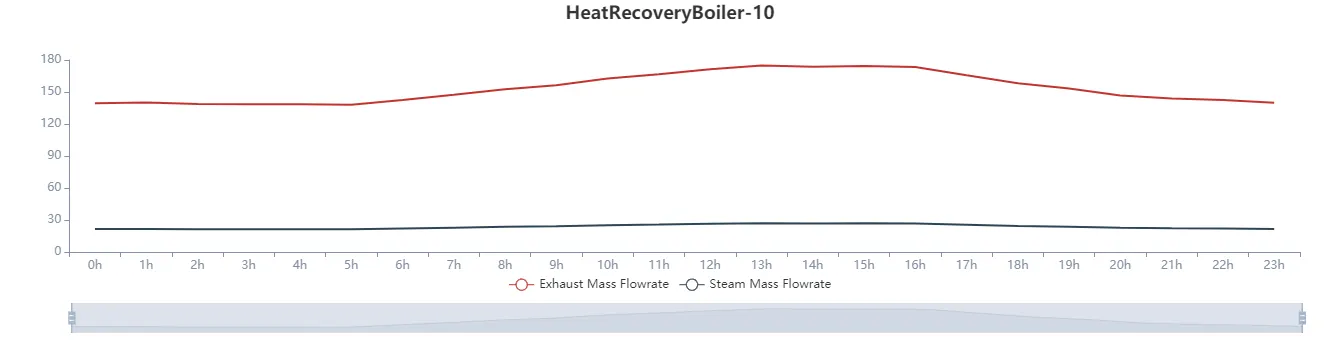 HeatRecoveryBoiler-10
180
150
120
90
60
30
0
0h 1h 2h 3h 4h 5h 6h 7h 8h 9h 10h 11h 12h 13h 14h 15h 16h 17h 18h 19h 20h 21h 22h 23h
Exhaust Mass Flowrate Steam Mass Flowrate